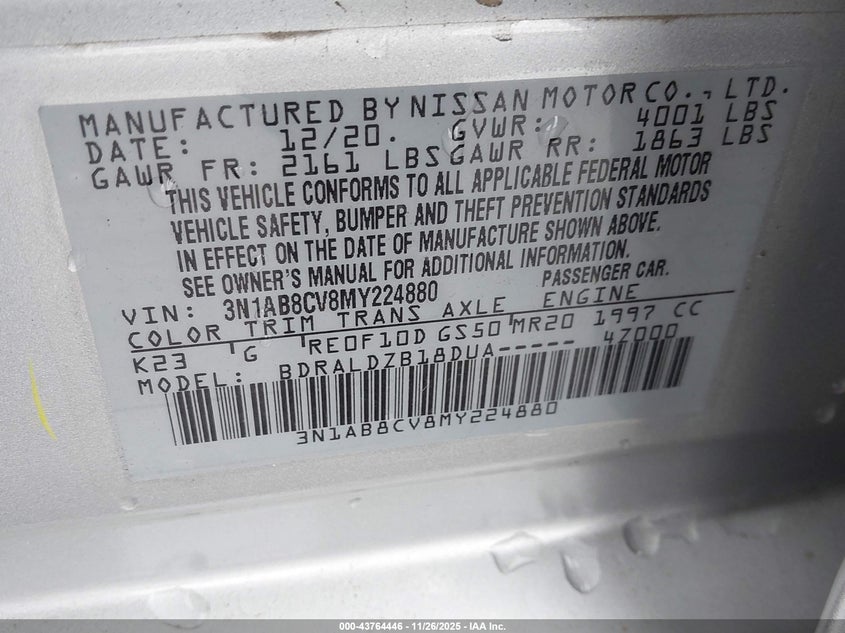 MANUFACTURED BY NISSAN MOTOR CO., LTD.
DATE: 12/20. GVWR: 4001 LBS
GAWR FR: 2161 LBS GAWR RR: 1863 LBS
THIS VEHICLE CONFORMS TO ALL APPLICABLE FEDERAL MOTOR
VEHICLE SAFETY, BUMPER AND THEFT PREVENTION STANDARDS
IN EFFECT ON THE DATE OF MANUFACTURE SHOWN ABOVE.
SEE OWNER'S MANUAL FOR ADDITIONAL INFORMATION.
VIN: 3N1AB8CV8MY224880 PASSENGER CAR.
COLOR TRIM TRANS AXLE ENGINE
K23 G RE0F10D GS50 MR20 1997 CC
MODEL: BDRALDZB18DUA----- 4Z000
3N1AB8CV8MY224880
000-43764446 - 11/26/2025 - IAA Inc.